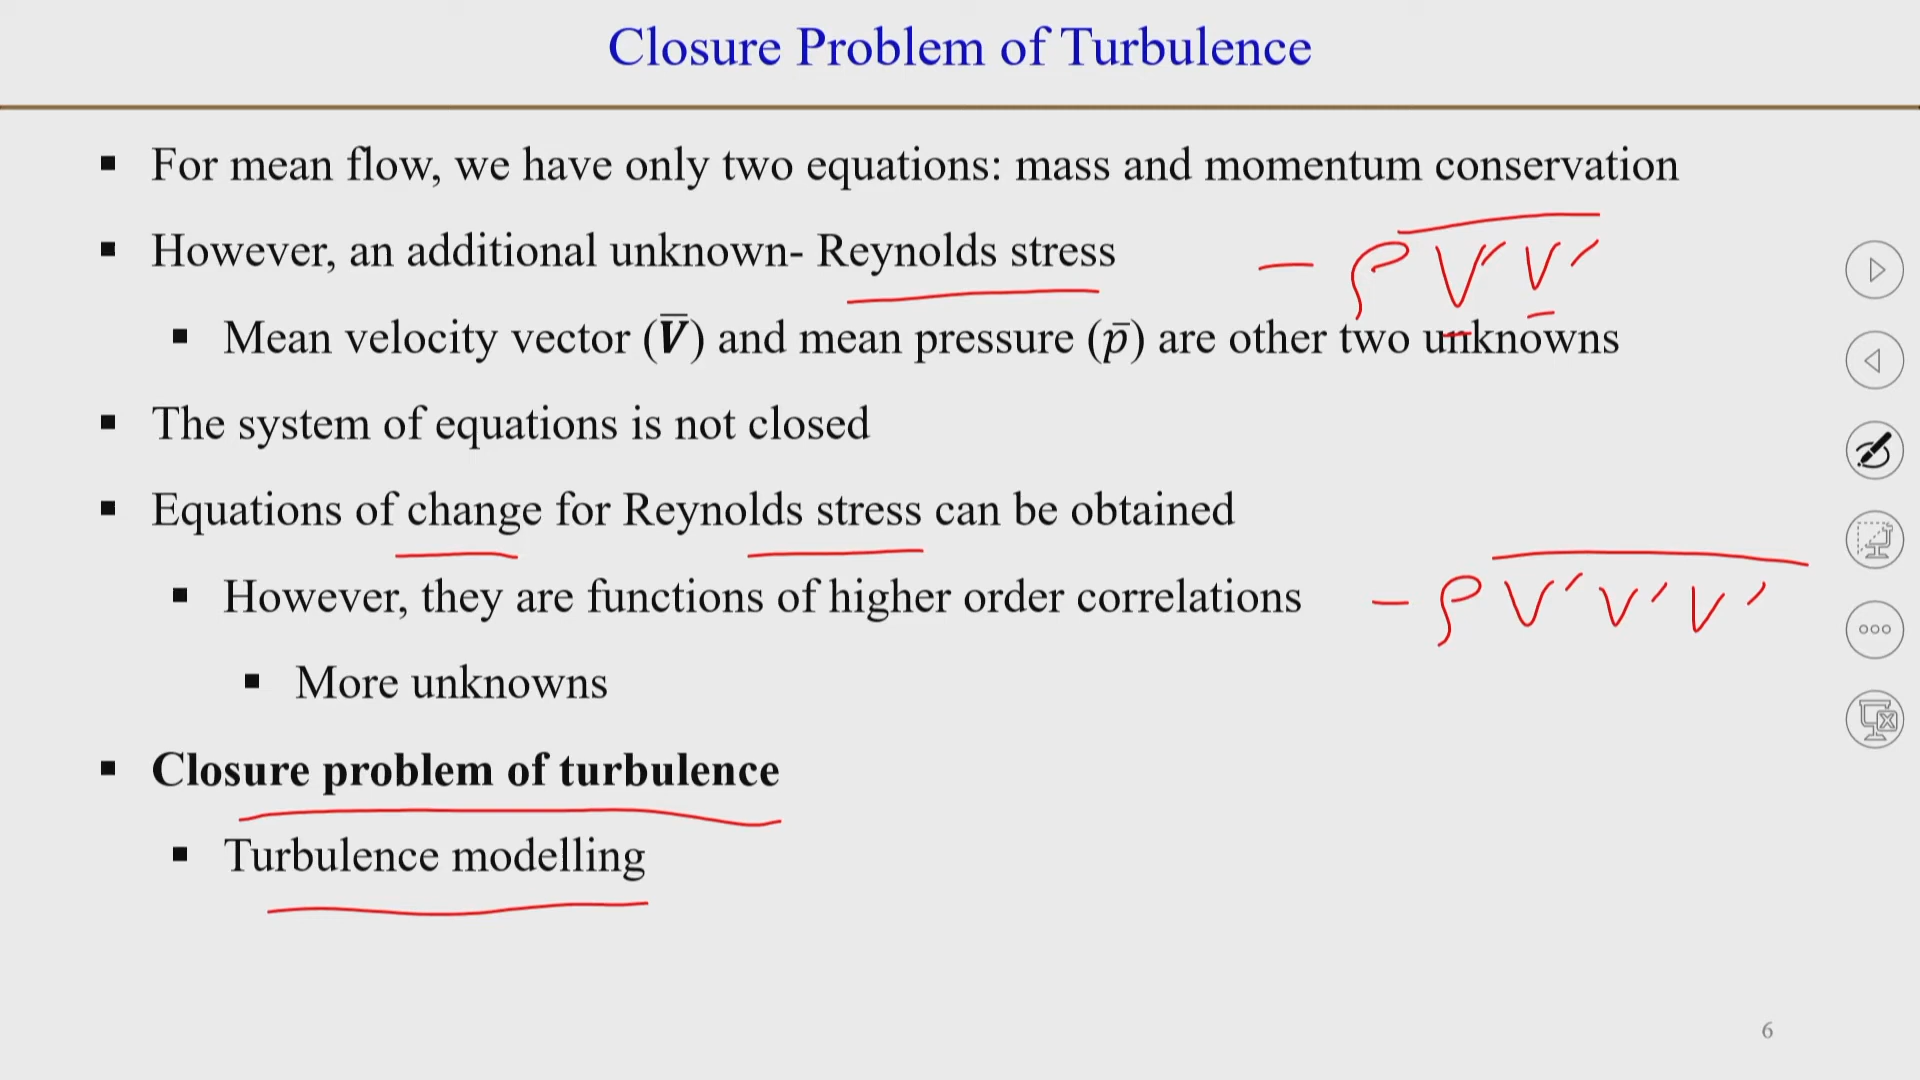 Closure Problem of Turbulence
▪ For mean flow, we have only two equations: mass and momentum conservation
▪ However, an additional unknown- Reynolds stress
− ρ V′ V′
▪ Mean velocity vector (V̅) and mean pressure (p̅) are other two unknowns
▪ The system of equations is not closed
▪ Equations of change for Reynolds stress can be obtained
▪ However, they are functions of higher order correlations
− ρ V′ V′ V′
▪ More unknowns
▪ Closure problem of turbulence
▪ Turbulence modelling
6